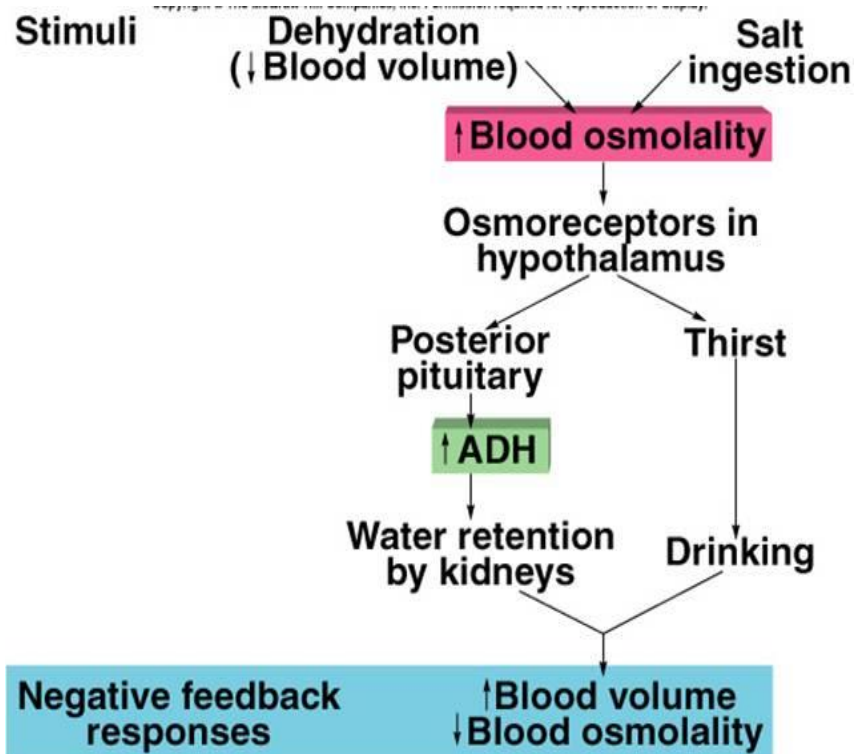 Stimuli
Dehydration
(↓Blood volume)
Salt
ingestion
↑Blood osmolality
Osmoreceptors in
hypothalamus
Posterior
pituitary
Thirst
↑ADH
Water retention
by kidneys
Drinking
Negative feedback
responses
↑Blood volume
↓Blood osmolality